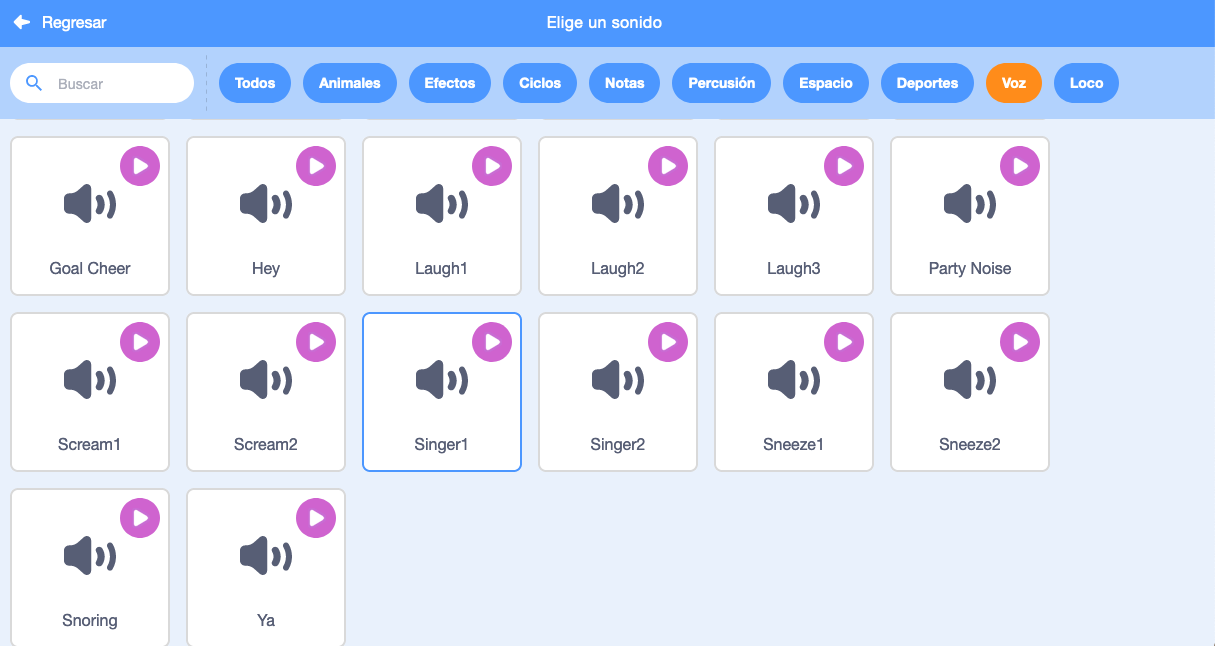 Regresar
Elige un sonido
Buscar
Todos
Animales
Efectos
Ciclos
Notas
Percusión
Espacio
Deportes
Voz
Loco
Goal Cheer
Hey
Laugh1
Laugh2
Laugh3
Party Noise
Scream1
Scream2
Singer1
Singer2
Sneeze1
Sneeze2
Snoring
Ya